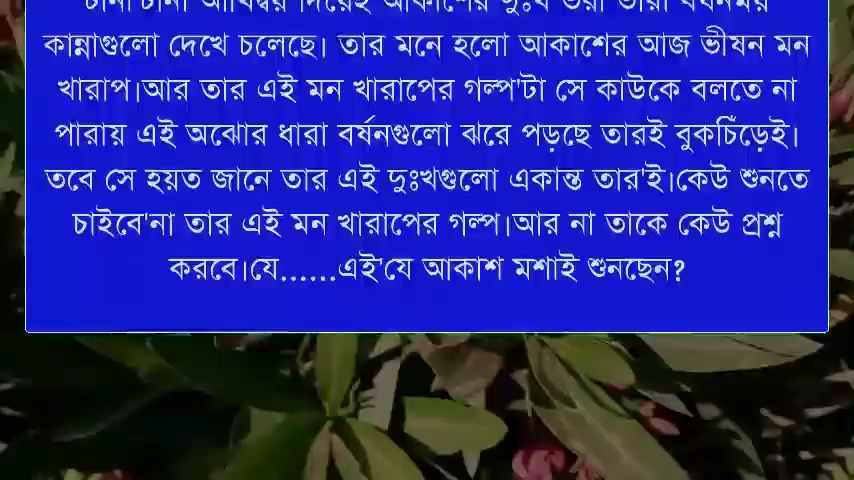 কান্নাগুলো দেখে চলেছে। তার মনে হলো আকাশের আজ ভীষন মন
খারাপ।আর তার এই মন খারাপের গল্প'টা সে কাউকে বলতে না
পারায় এই অঝোর ধারা বর্ষনগুলো ঝরে পড়ছে তারই বুকচিঁড়েই।
তবে সে হয়ত জানে তার এই দুঃখগুলো একান্ত তার'ই।কেউ শুনতে
চাইবে'না তার এই মন খারাপের গল্প।আর না তাকে কেউ প্রশ্ন
করবে।যে......এই'যে আকাশ মশাই শুনছেন?